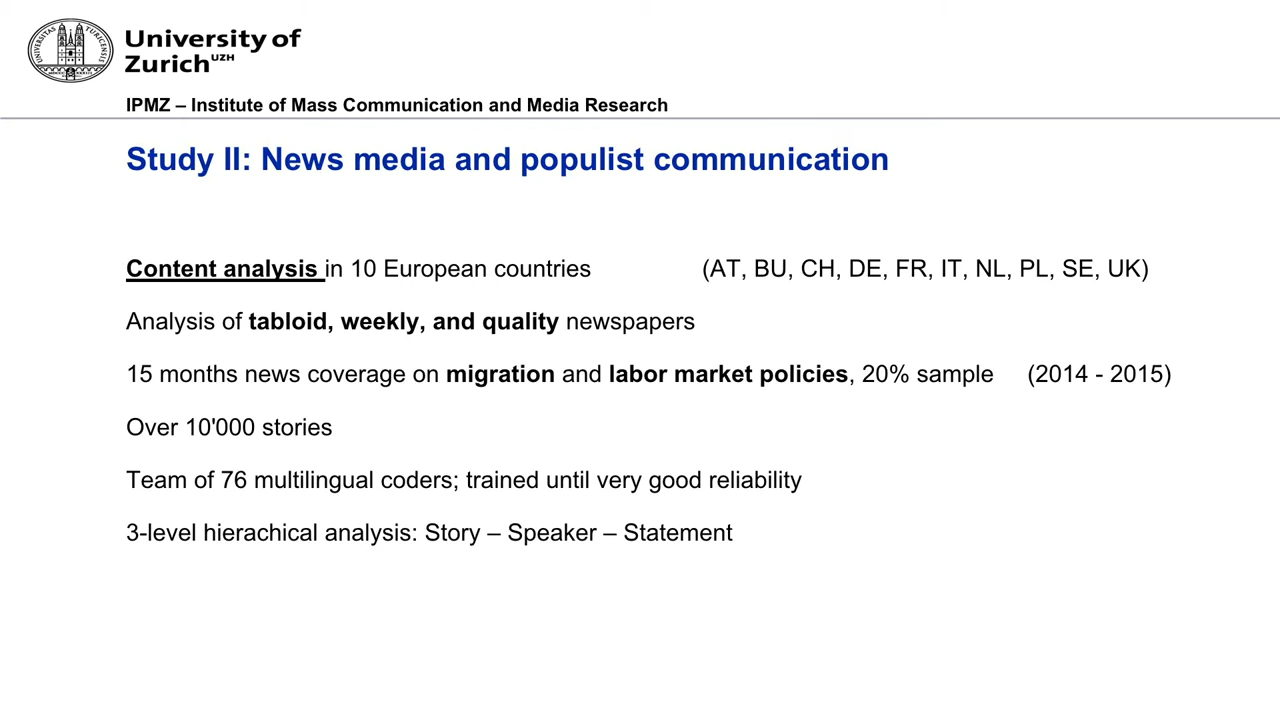 University of
Zurich UZH
IPMZ – Institute of Mass Communication and Media Research
Study II: News media and populist communication
Content analysis in 10 European countries (AT, BU, CH, DE, FR, IT, NL, PL, SE, UK)
Analysis of tabloid, weekly, and quality newspapers
15 months news coverage on migration and labor market policies, 20% sample (2014 - 2015)
Over 10'000 stories
Team of 76 multilingual coders; trained until very good reliability
3-level hierachical analysis: Story – Speaker – Statement